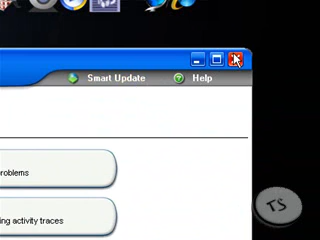 Smart Update
Help
roblems
ing activity traces
TS